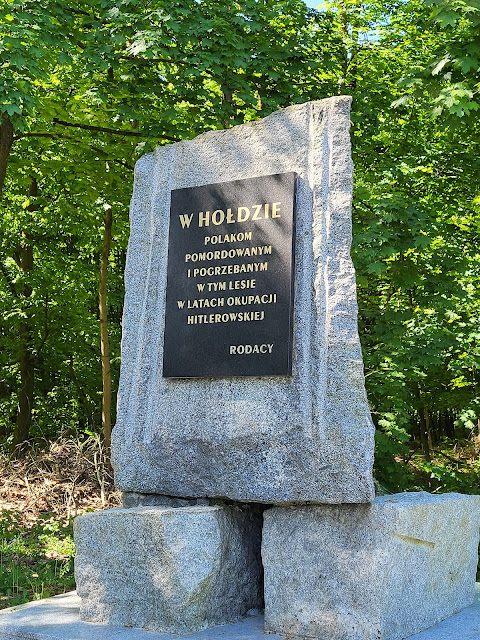 W HOŁDZIE
POLAKOM
POMORDOWANYM
I POGRZEBANYM
W TYM LESIE
W LATACH OKUPACJI
HITLEROWSKIEJ
RODACY